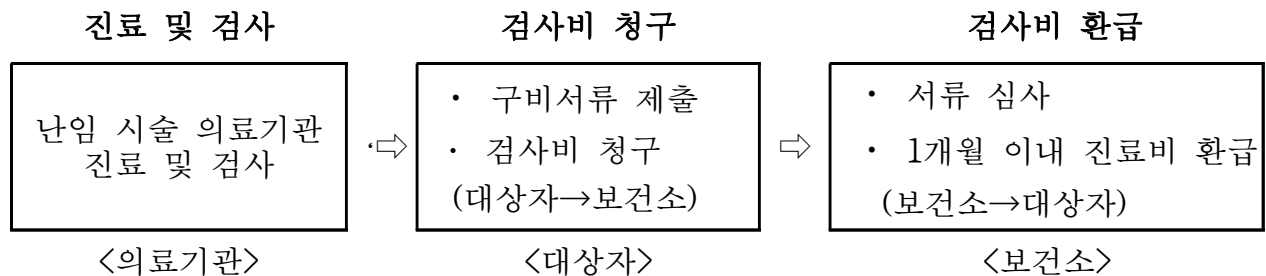 진료 및 검사
난임 시술 의료기관
진료 및 검사
<의료기관>
⇨
검사비 청구
· 구비서류 제출
· 검사비 청구
(대상자→보건소)
<대상자>
⇨
검사비 환급
· 서류 심사
· 1개월 이내 진료비 환급
(보건소→대상자)
<보건소>